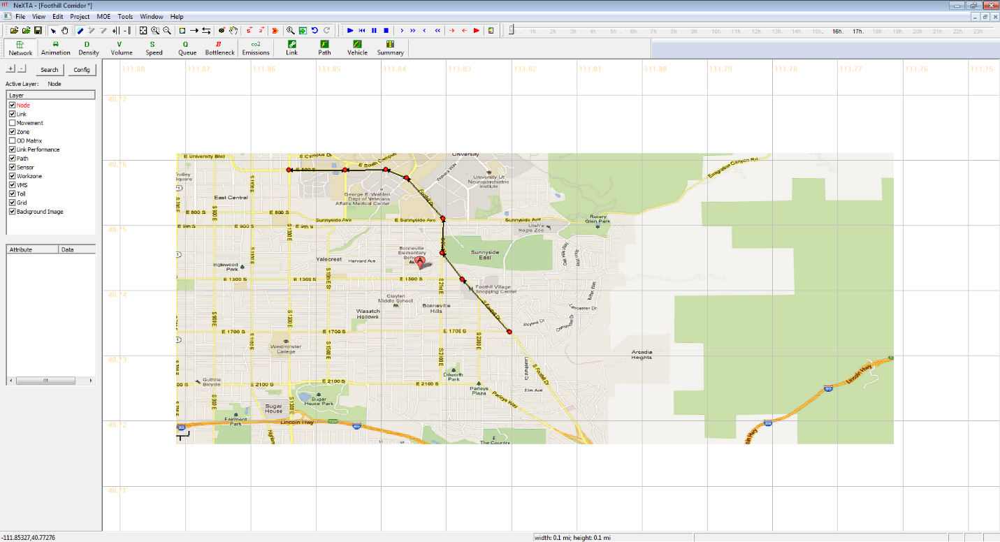 NeXTA - [Foothill Corridor *]
File View Edit Project MOE Tools Window Help
1h. 2h. 3h. 4h. 5h. 6h. 7h. 8h. 9h. 10h. 11h. 12h. 13h. 14h. 15h. 16h. 17h. 18h. 19h. 20h. 21h. 22h. 23h.
N D V S Q B co2
Network Animation Density Volume Speed Queue Bottleneck Emissions Link Path Vehicle Summary
+ - Search Config
Active Layer: Node
Layer
Node
Link
Movement
Zone
OD Matrix
Link Performance
Path
Sensor
Workzone
VMS
Toll
Grid
Background Image
Attribute Data
-111.88 -111.87 -111.86 -111.85 -111.84 -111.83 -111.82 -111.81 -111.80 -111.79 -111.78 -111.77 -111.76 -111.75
40.77
40.76
40.75
40.74
40.73
40.72
40.71
E University Blvd
S Campus Dr
E South Campus
University
Emigration Canyon Rd
Trolley
Square
E 500 S
Wasatch Way
University Ut
Neuropsychiatric
Institute
S 1100 E
East Central
George E. Wahlen
Dept of Veterans
Affairs Medical Center
Foothill Dr
E 800 S
E 800 S
S 900 E
Sunnyside Ave
E Sunnyside Ave
Sunnyside Ave
Rotary
Glen Park
E 9th S
E 900 S
E 9th S
Utah's
Hogle Zoo
S 1300 E
Bonneville
Elementary
School
A
Sunnyside
East
Yalecrest
Harvard Ave
Inglewood
Park
E 1300 S
E 1300 S
E 1300 S
S 15th E St
S 21st E
Foothill Village
Shopping Center
Clayton
Middle School
Bonneville
Hills
Wasatch
Hollows
S Foothill Dr
Lancaster Dr
Skyline Dr
Comanche Dr
E 1700 S
E 1700 S
Westminster
College
S 1500 E
S 2100 E
S 2300 E
Arcadia
Heights
Lakehurst Dr
S Foothill Dr
Dilworth
Park
Elm Ave
Guthrie
Bicycle
E 2100 S
E 2100 S
Parleys
Plaza
Parleys Way
Sugar
House
Sugar
House Park
Fairmont
Park
Lincoln Hwy
Lincoln Hwy
80
80
80
80
The Country
-111.85327,40.77276
width: 0.1 mi; height: 0.1 mi